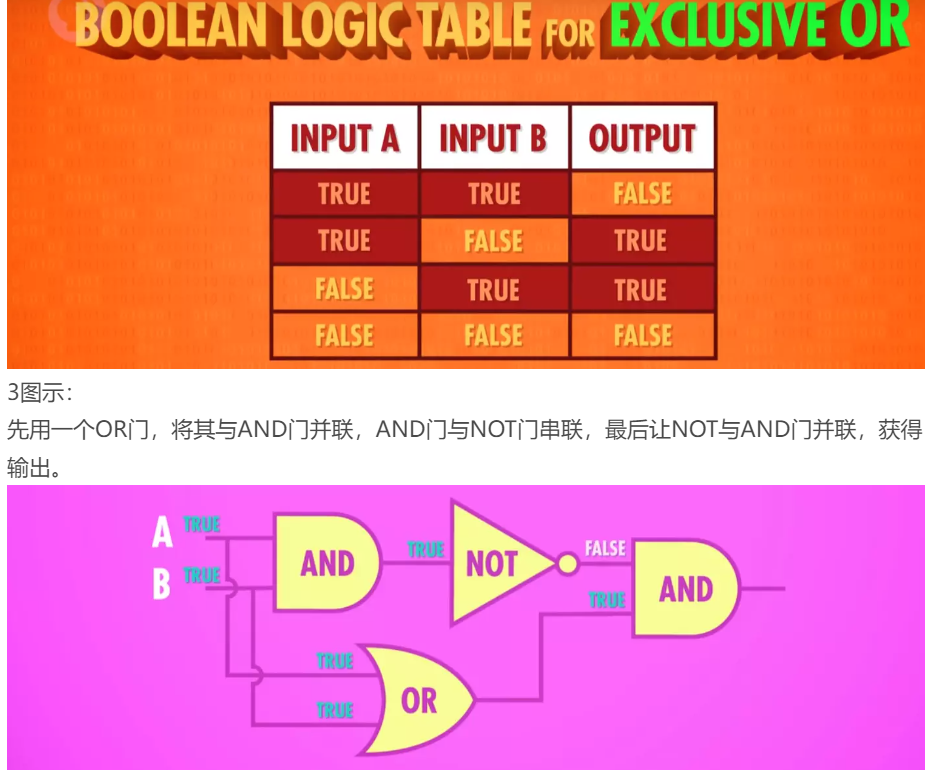 BOOLEAN LOGIC TABLE FOR EXCLUSIVE OR
INPUT A INPUT B OUTPUT
TRUE TRUE FALSE
TRUE FALSE TRUE
FALSE TRUE TRUE
FALSE FALSE FALSE
3图示：
先用一个OR门，将其与AND门并联，AND门与NOT门串联，最后让NOT与AND门并联，获得
输出。
A TRUE
B TRUE
AND
TRUE
NOT
FALSE
TRUE
AND
TRUE
TRUE
OR